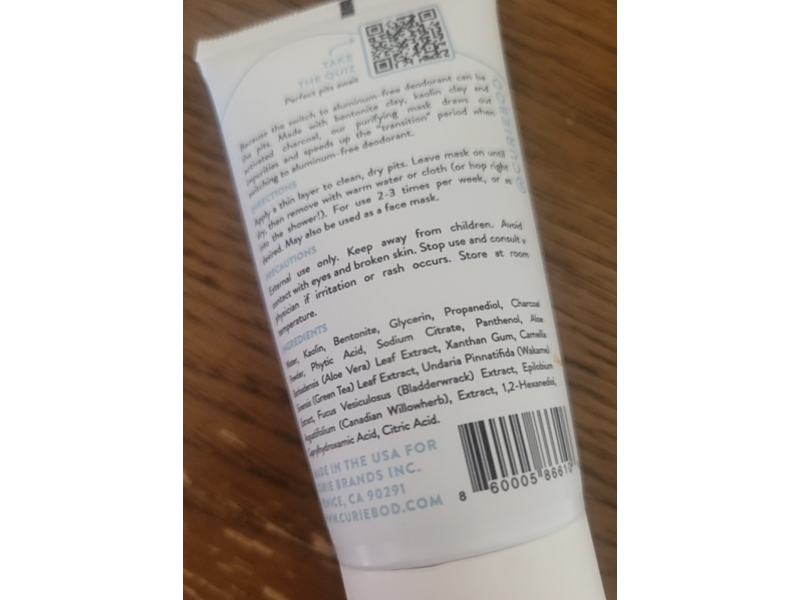 TAKE
THE QUIZ
Perfect pits await
@CURIEBOD
Because the switch to aluminum-free deodorant can be
the pits. Made with bentonite clay, kaolin clay and
activated charcoal, our purifying mask draws out
impurities and speeds up the "transition" period when
switching to aluminum-free deodorant.
DIRECTIONS
Apply a thin layer to clean, dry pits. Leave mask on until
dry, then remove with warm water or cloth (or hop right
into the shower!). For use 2-3 times per week, or as
desired. May also be used as a face mask.
PRECAUTIONS
External use only. Keep away from children. Avoid
contact with eyes and broken skin. Stop use and consult a
physician if irritation or rash occurs. Store at room
temperature.
INGREDIENTS
Water, Kaolin, Bentonite, Glycerin, Propanediol, Charcoal
Powder, Phytic Acid, Sodium Citrate, Panthenol, Aloe
Barbadensis (Aloe Vera) Leaf Extract, Xanthan Gum, Camellia
Sinensis (Green Tea) Leaf Extract, Undaria Pinnatifida (Wakame)
Extract, Fucus Vesiculosus (Bladderwrack) Extract, Epilobium
Angustifolium (Canadian Willowherb), Extract, 1,2-Hexanediol,
Caprylhydroxamic Acid, Citric Acid.
MADE IN THE USA FOR
CURIE BRANDS INC.
VENICE, CA 90291
WWW.CURIEBOD.COM
8 60005 86610